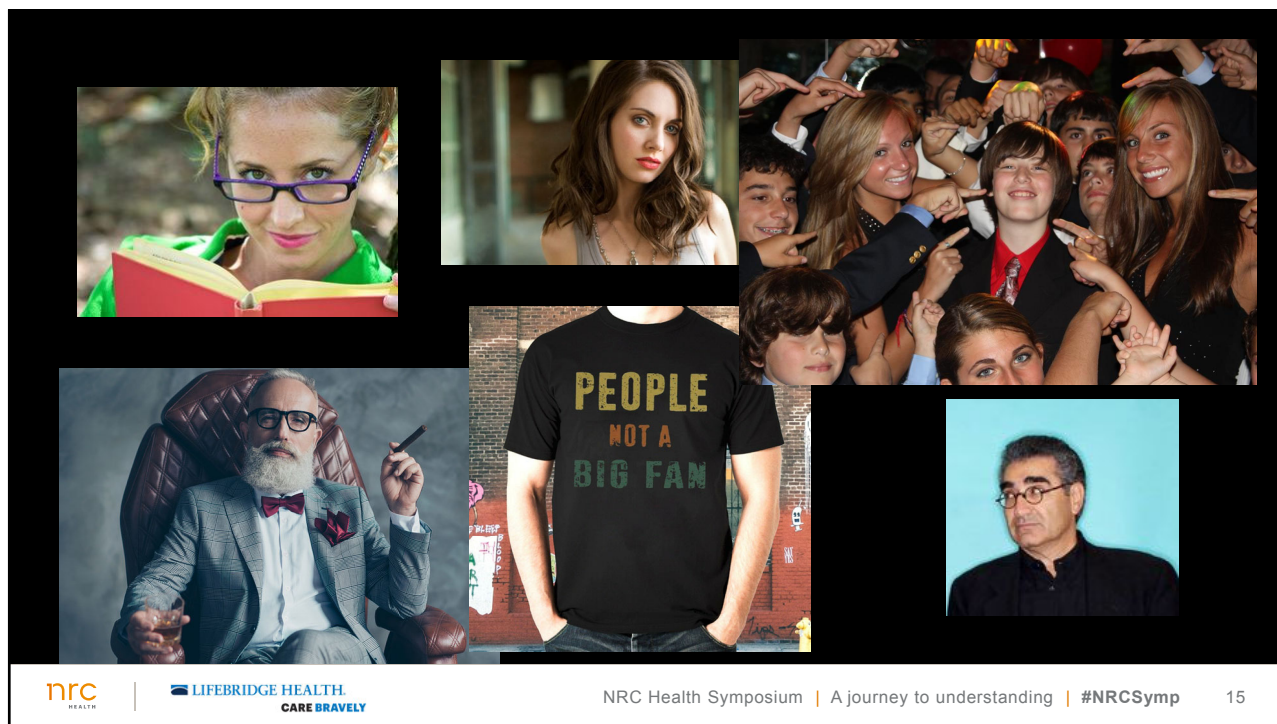 PEOPLE
NOT A
BIG FAN
nrc
HEALTH
LIFEBRIDGE HEALTH.
CARE BRAVELY
NRC Health Symposium | A journey to understanding | #NRCSymp 15